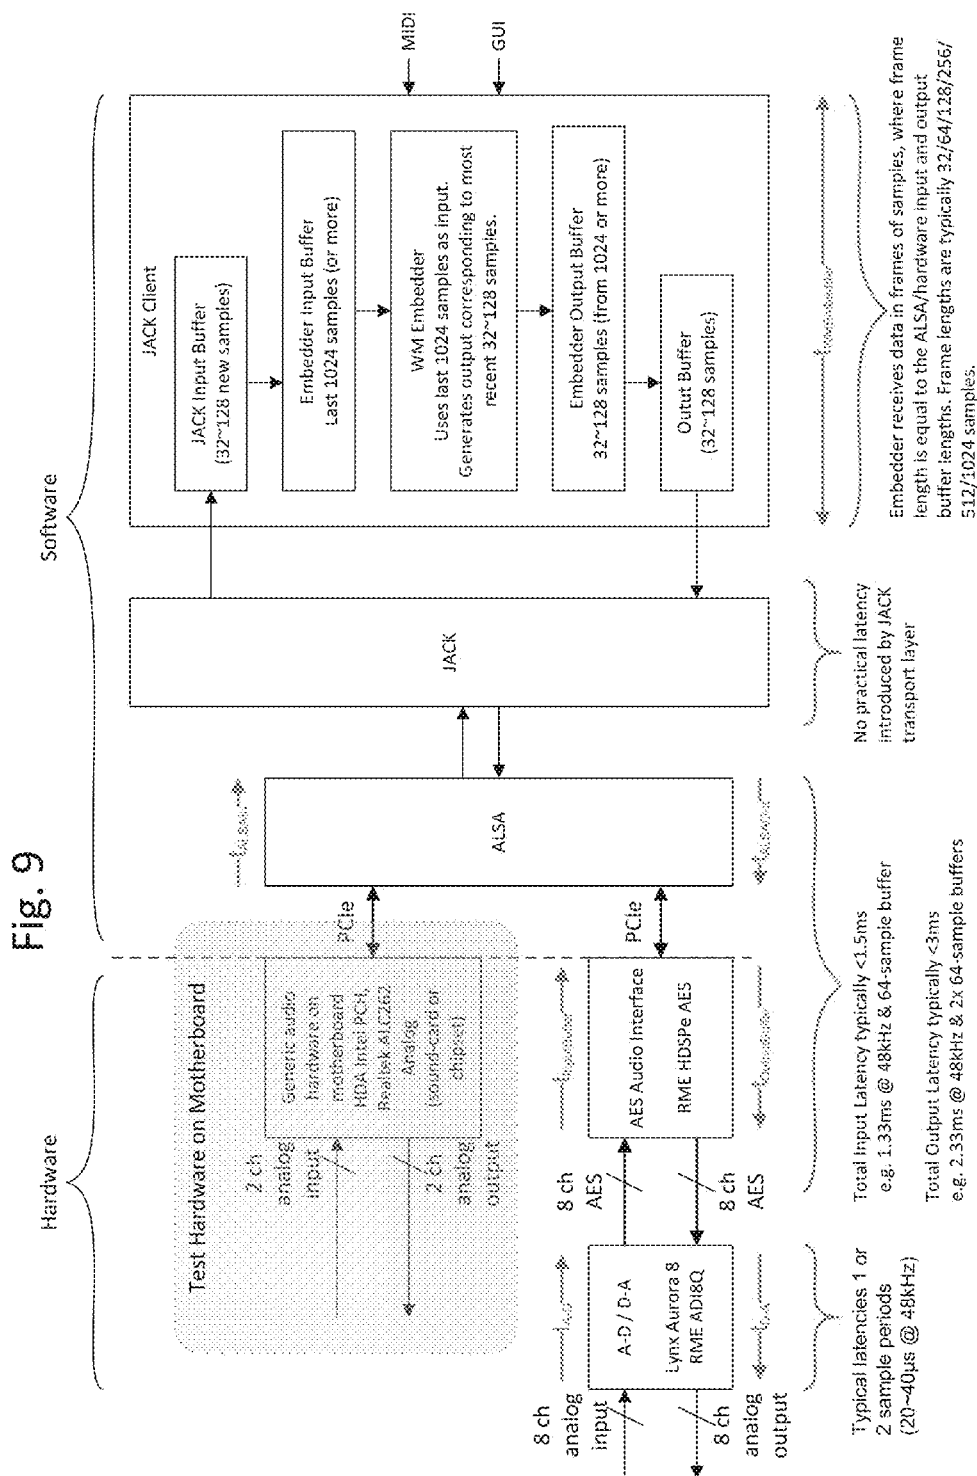 Fig. 9
Hardware
Software
Test Hardware on Motherboard
2 ch
analog
input
2 ch
analog
output
Generic audio
hardware on
motherboard
HDA Intel PCH,
Realtek ALC262
Analog
(sound-card or
chipset)
PCIe
8 ch
analog
input
8 ch
analog
output
A-D / D-A
Lynx Aurora 8
RME ADI8Q
8 ch
AES
8 ch
AES
AES Audio Interface
RME HDSPe AES
PCIe
ALSA
JACK
JACK Client
JACK Input Buffer
(32~128 new samples)
Embedder Input Buffer
Last 1024 samples (or more)
WM Embedder
Uses last 1024 samples as input.
Generates output corresponding to most
recent 32~128 samples.
Embedder Output Buffer
32~128 samples (from 1024 or more)
Outut Buffer
(32~128 samples)
MIDI
GUI
Typical latencies 1 or
2 sample periods
(20~40µs @ 48kHz)
Total Input Latency typically <1.5ms
e.g. 1.33ms @ 48kHz & 64-sample buffer
Total Output Latency typically <3ms
e.g. 2.33ms @ 48kHz & 2x 64-sample buffers
No practical latency
introduced by JACK
transport layer
Embedder receives data in frames of samples, where frame
length is equal to the ALSA/hardware input and output
buffer lengths. Frame lengths are typically 32/64/128/256/
512/1024 samples.